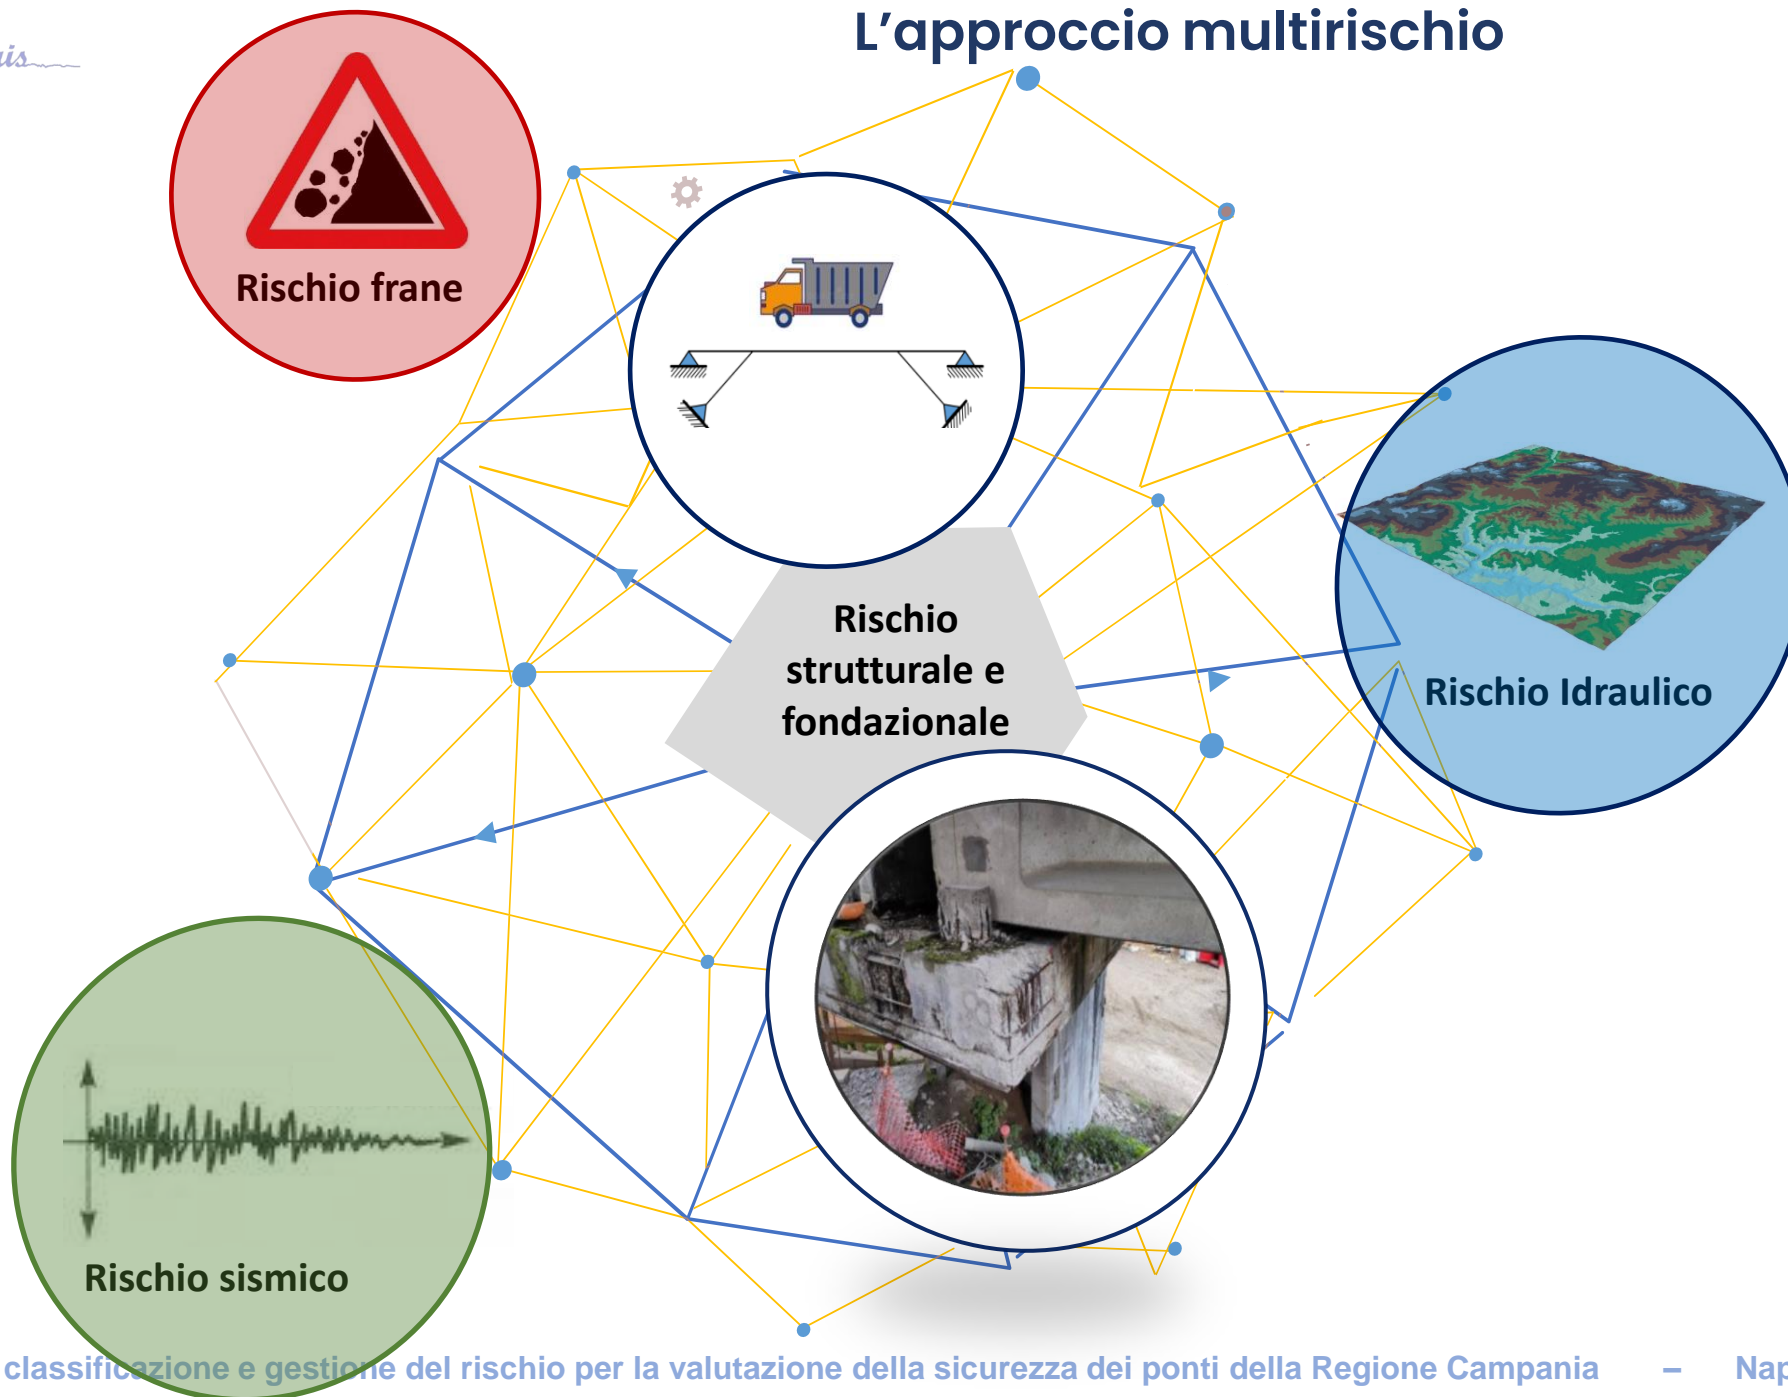 L'approccio multirischio
Rischio frane
Rischio
strutturale e
fondazionale
Rischio Idraulico
Rischio sismico
classificazione e gestione del rischio per la valutazione della sicurezza dei ponti della Regione Campania –